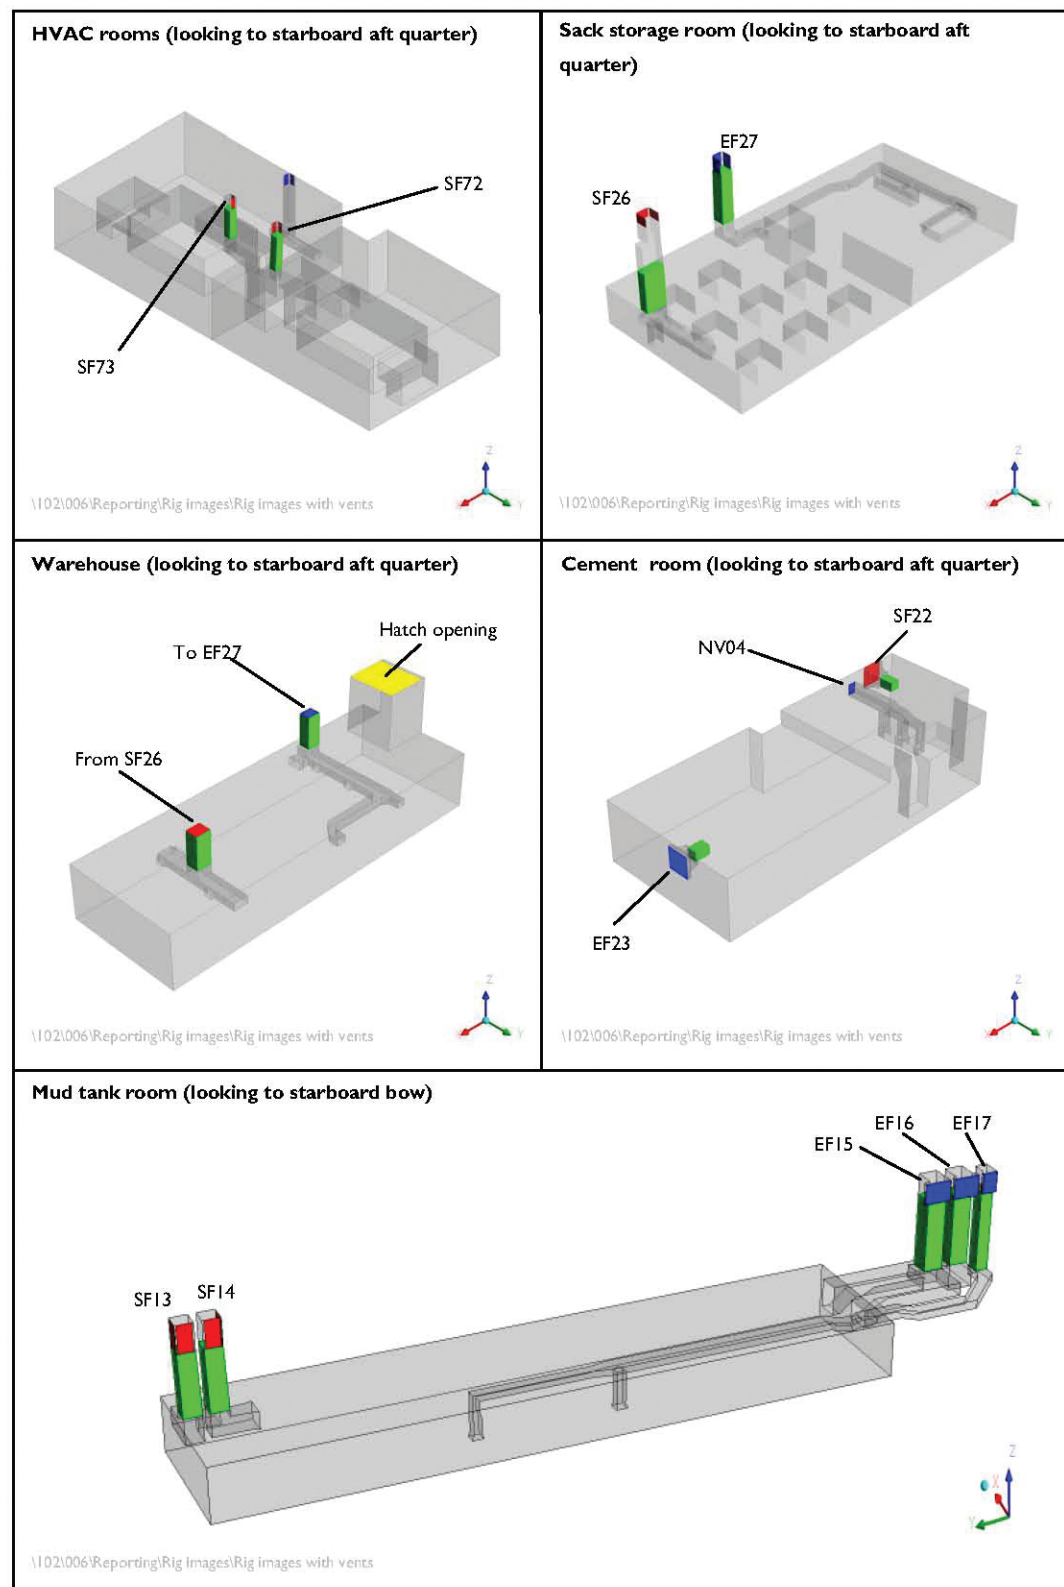 HVAC rooms (looking to starboard aft quarter)
SF72
SF73
Z
X
Y
\102\006\Reporting\Rig images\Rig images with vents
Sack storage room (looking to starboard aft
quarter)
EF27
SF26
Z
X
Y
\102\006\Reporting\Rig images\Rig images with vents
Warehouse (looking to starboard aft quarter)
Hatch opening
To EF27
From SF26
Z
X
Y
\102\006\Reporting\Rig images\Rig images with vents
Cement room (looking to starboard aft quarter)
SF22
NV04
EF23
Z
X
Y
\102\006\Reporting\Rig images\Rig images with vents
Mud tank room (looking to starboard bow)
EF15
EF16
EF17
SF13
SF14
Z
X
Y
\102\006\Reporting\Rig images\Rig images with vents